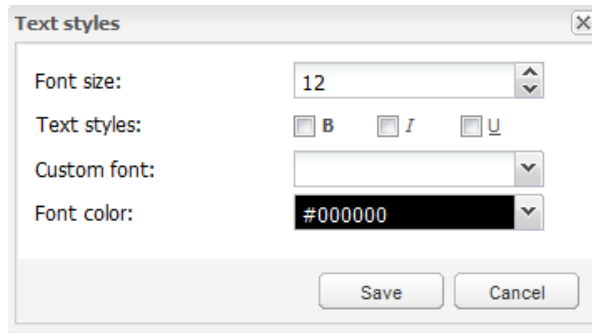 Text styles
Font size: 12
Text styles: B I U
Custom font:
Font color: #000000
Save Cancel